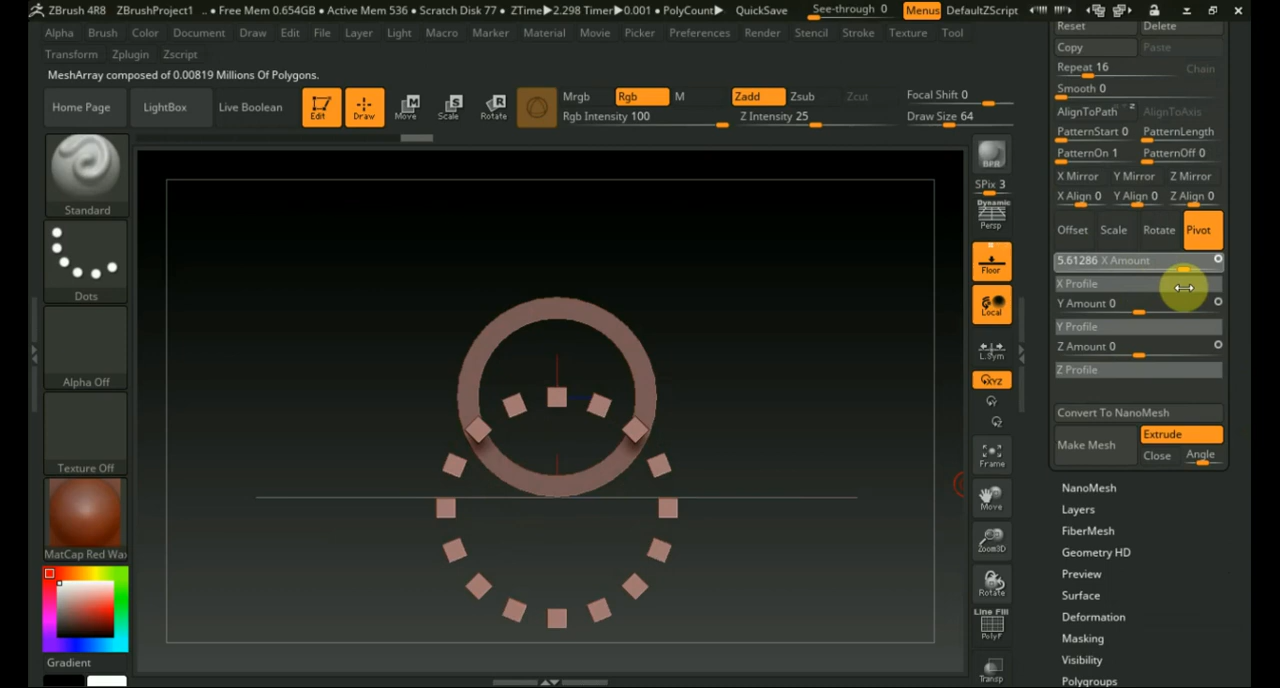 ZBrush 4R8 ZBrushProject1 .. • Free Mem 0.654GB • Active Mem 536 • Scratch Disk 77 • ZTime▶2.298 Timer▶0.001 • PolyCount▶ QuickSave See-through 0 Menus DefaultZScript
Alpha Brush Color Document Draw Edit File Layer Light Macro Marker Material Movie Picker Preferences Render Stencil Stroke Texture Tool
Transform Zplugin Zscript
MeshArray composed of 0.00819 Millions Of Polygons.
Home Page LightBox Live Boolean Edit Draw Move Scale Rotate
Mrgb Rgb M Zadd Zsub Zcut Focal Shift 0
Rgb Intensity 100 Z Intensity 25 Draw Size 64
Standard
Dots
Alpha Off
Texture Off
MatCap Red Wax
Gradient
BPR
SPix 3
Dynamic
Persp
Floor
Local
L.Sym
XYZ
Frame
Move
Zoom3D
Rotate
Line Fill
PolyF
Transp
Reset Delete
Copy Paste
Repeat 16 Chain
Smooth 0
AlignToPath AlignToAxis
PatternStart 0 PatternLength
PatternOn 1 PatternOff 0
X Mirror Y Mirror Z Mirror
X Align 0 Y Align 0 Z Align 0
Offset Scale Rotate Pivot
5.61286 X Amount
X Profile
Y Amount 0
Y Profile
Z Amount 0
Z Profile
Convert To NanoMesh
Make Mesh Extrude
Close Angle
NanoMesh
Layers
FiberMesh
Geometry HD
Preview
Surface
Deformation
Masking
Visibility
Polygroups